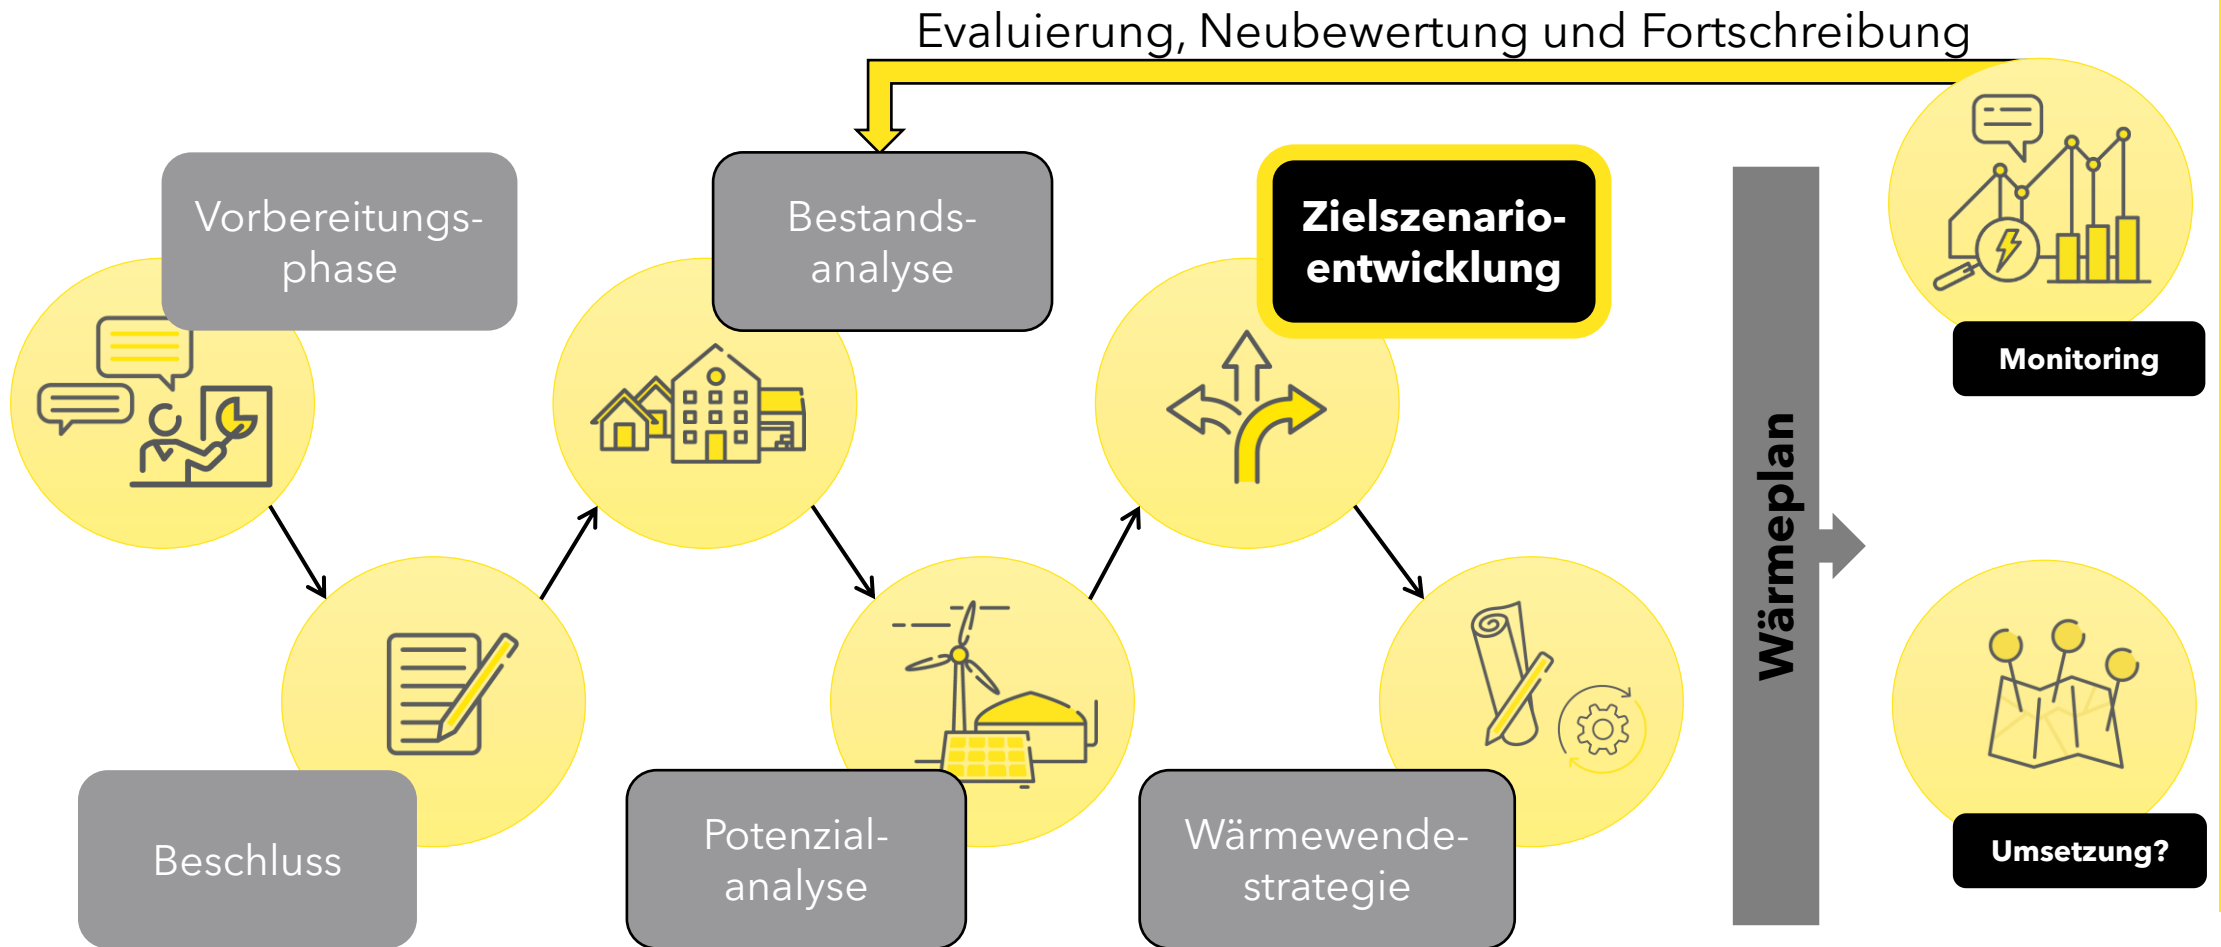 Evaluierung, Neubewertung und Fortschreibung
Vorbereitungs-
phase
Bestands-
analyse
Zielszenario-
entwicklung
Monitoring
Wärmeplan
Beschluss
Potenzial-
analyse
Wärmewende-
strategie
Umsetzung?